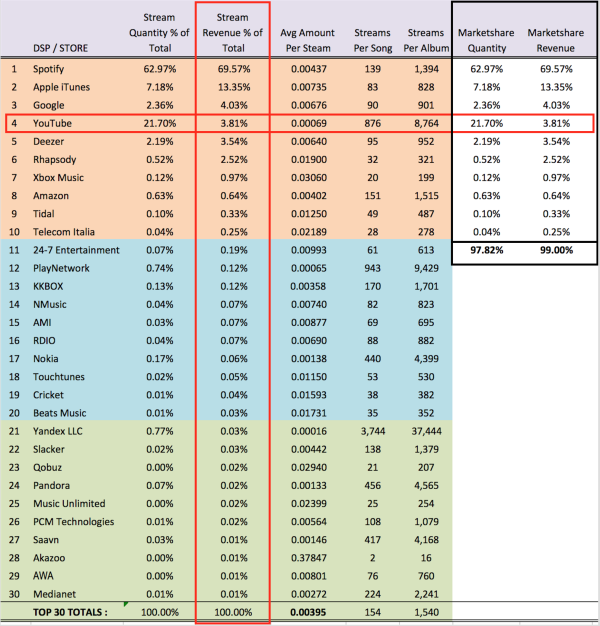 Stream Stream
Quantity % of Revenue % of Avg Amount Streams Streams Marketshare Marketshare
DSP / STORE Total Total Per Steam Per Song Per Album Quantity Revenue
1 Spotify 62.97% 69.57% 0.00437 139 1,394 62.97% 69.57%
2 Apple iTunes 7.18% 13.35% 0.00735 83 828 7.18% 13.35%
3 Google 2.36% 4.03% 0.00676 90 901 2.36% 4.03%
4 YouTube 21.70% 3.81% 0.00069 876 8,764 21.70% 3.81%
5 Deezer 2.19% 3.54% 0.00640 95 952 2.19% 3.54%
6 Rhapsody 0.52% 2.52% 0.01900 32 321 0.52% 2.52%
7 Xbox Music 0.12% 0.97% 0.03060 20 199 0.12% 0.97%
8 Amazon 0.63% 0.64% 0.00402 151 1,515 0.63% 0.64%
9 Tidal 0.10% 0.33% 0.01250 49 487 0.10% 0.33%
10 Telecom Italia 0.04% 0.25% 0.02189 28 278 0.04% 0.25%
11 24-7 Entertainment 0.07% 0.19% 0.00993 61 613 97.82% 99.00%
12 PlayNetwork 0.74% 0.12% 0.00065 943 9,429
13 KKBOX 0.13% 0.12% 0.00358 170 1,701
14 NMusic 0.04% 0.07% 0.00740 82 823
15 AMI 0.03% 0.07% 0.00877 69 695
16 RDIO 0.04% 0.07% 0.00690 88 882
17 Nokia 0.17% 0.06% 0.00138 440 4,399
18 Touchtunes 0.02% 0.05% 0.01150 53 530
19 Cricket 0.01% 0.04% 0.01593 38 382
20 Beats Music 0.01% 0.03% 0.01731 35 352
21 Yandex LLC 0.77% 0.03% 0.00016 3,744 37,444
22 Slacker 0.02% 0.03% 0.00442 138 1,379
23 Qobuz 0.00% 0.02% 0.02940 21 207
24 Pandora 0.07% 0.02% 0.00133 456 4,565
25 Music Unlimited 0.00% 0.02% 0.02399 25 254
26 PCM Technologies 0.01% 0.02% 0.00564 108 1,079
27 Saavn 0.03% 0.01% 0.00146 417 4,168
28 Akazoo 0.00% 0.01% 0.37847 2 16
29 AWA 0.00% 0.01% 0.00801 76 760
30 Medianet 0.01% 0.01% 0.00272 224 2,241
TOP 30 TOTALS : 100.00% 100.00% 0.00395 154 1,540